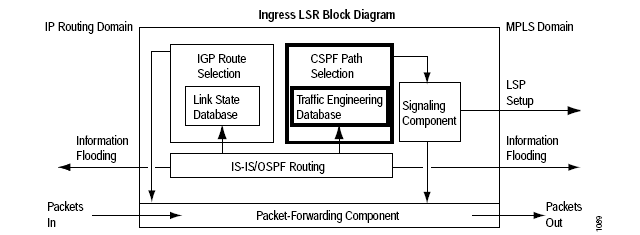 Ingress LSR Block Diagram
IP Routing Domain
MPLS Domain
IGP Route
Selection
Link State
Database
CSPF Path
Selection
Traffic Engineering
Database
Signaling
Component
LSP
Setup
Information
Flooding
IS-IS/OSPF Routing
Information
Flooding
Packets
In
Packet-Forwarding Component
Packets
Out
1089